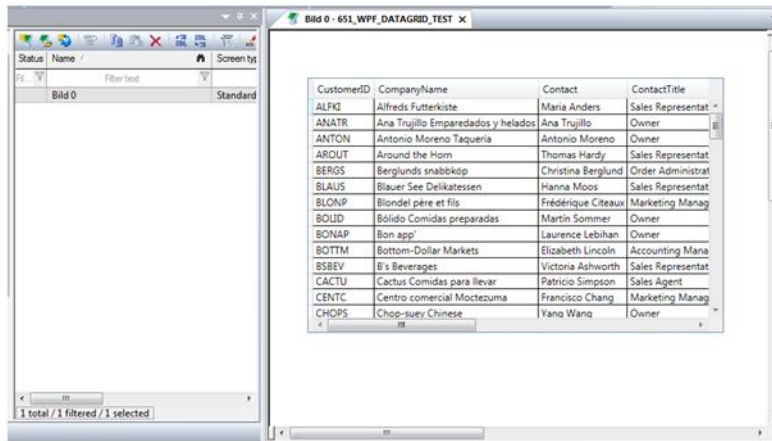 Bild 0 - 651_WPF_DATAGRID_TEST X
Status Name Screen typ
Filter text
Bild 0 Standard
CustomerID CompanyName Contact ContactTitle
ALFKI Alfreds Futterkiste Maria Anders Sales Representat
ANATR Ana Trujillo Emparedados y helados Ana Trujillo Owner
ANTON Antonio Moreno Taquería Antonio Moreno Owner
AROUT Around the Horn Thomas Hardy Sales Representat
BERGS Berglunds snabbköp Christina Berglund Order Administrat
BLAUS Blauer See Delikatessen Hanna Moos Sales Representat
BLONP Blondel père et fils Frédérique Citeaux Marketing Manag
BOLID Bólido Comidas preparadas Martín Sommer Owner
BONAP Bon app' Laurence Lebihan Owner
BOTTM Bottom-Dollar Markets Elizabeth Lincoln Accounting Mana
BSBEV B's Beverages Victoria Ashworth Sales Representat
CACTU Cactus Comidas para llevar Patricio Simpson Sales Agent
CENTC Centro comercial Moctezuma Francisco Chang Marketing Manag
CHOPS Chop-suey Chinese Yang Wang Owner
1 total / 1 filtered / 1 selected